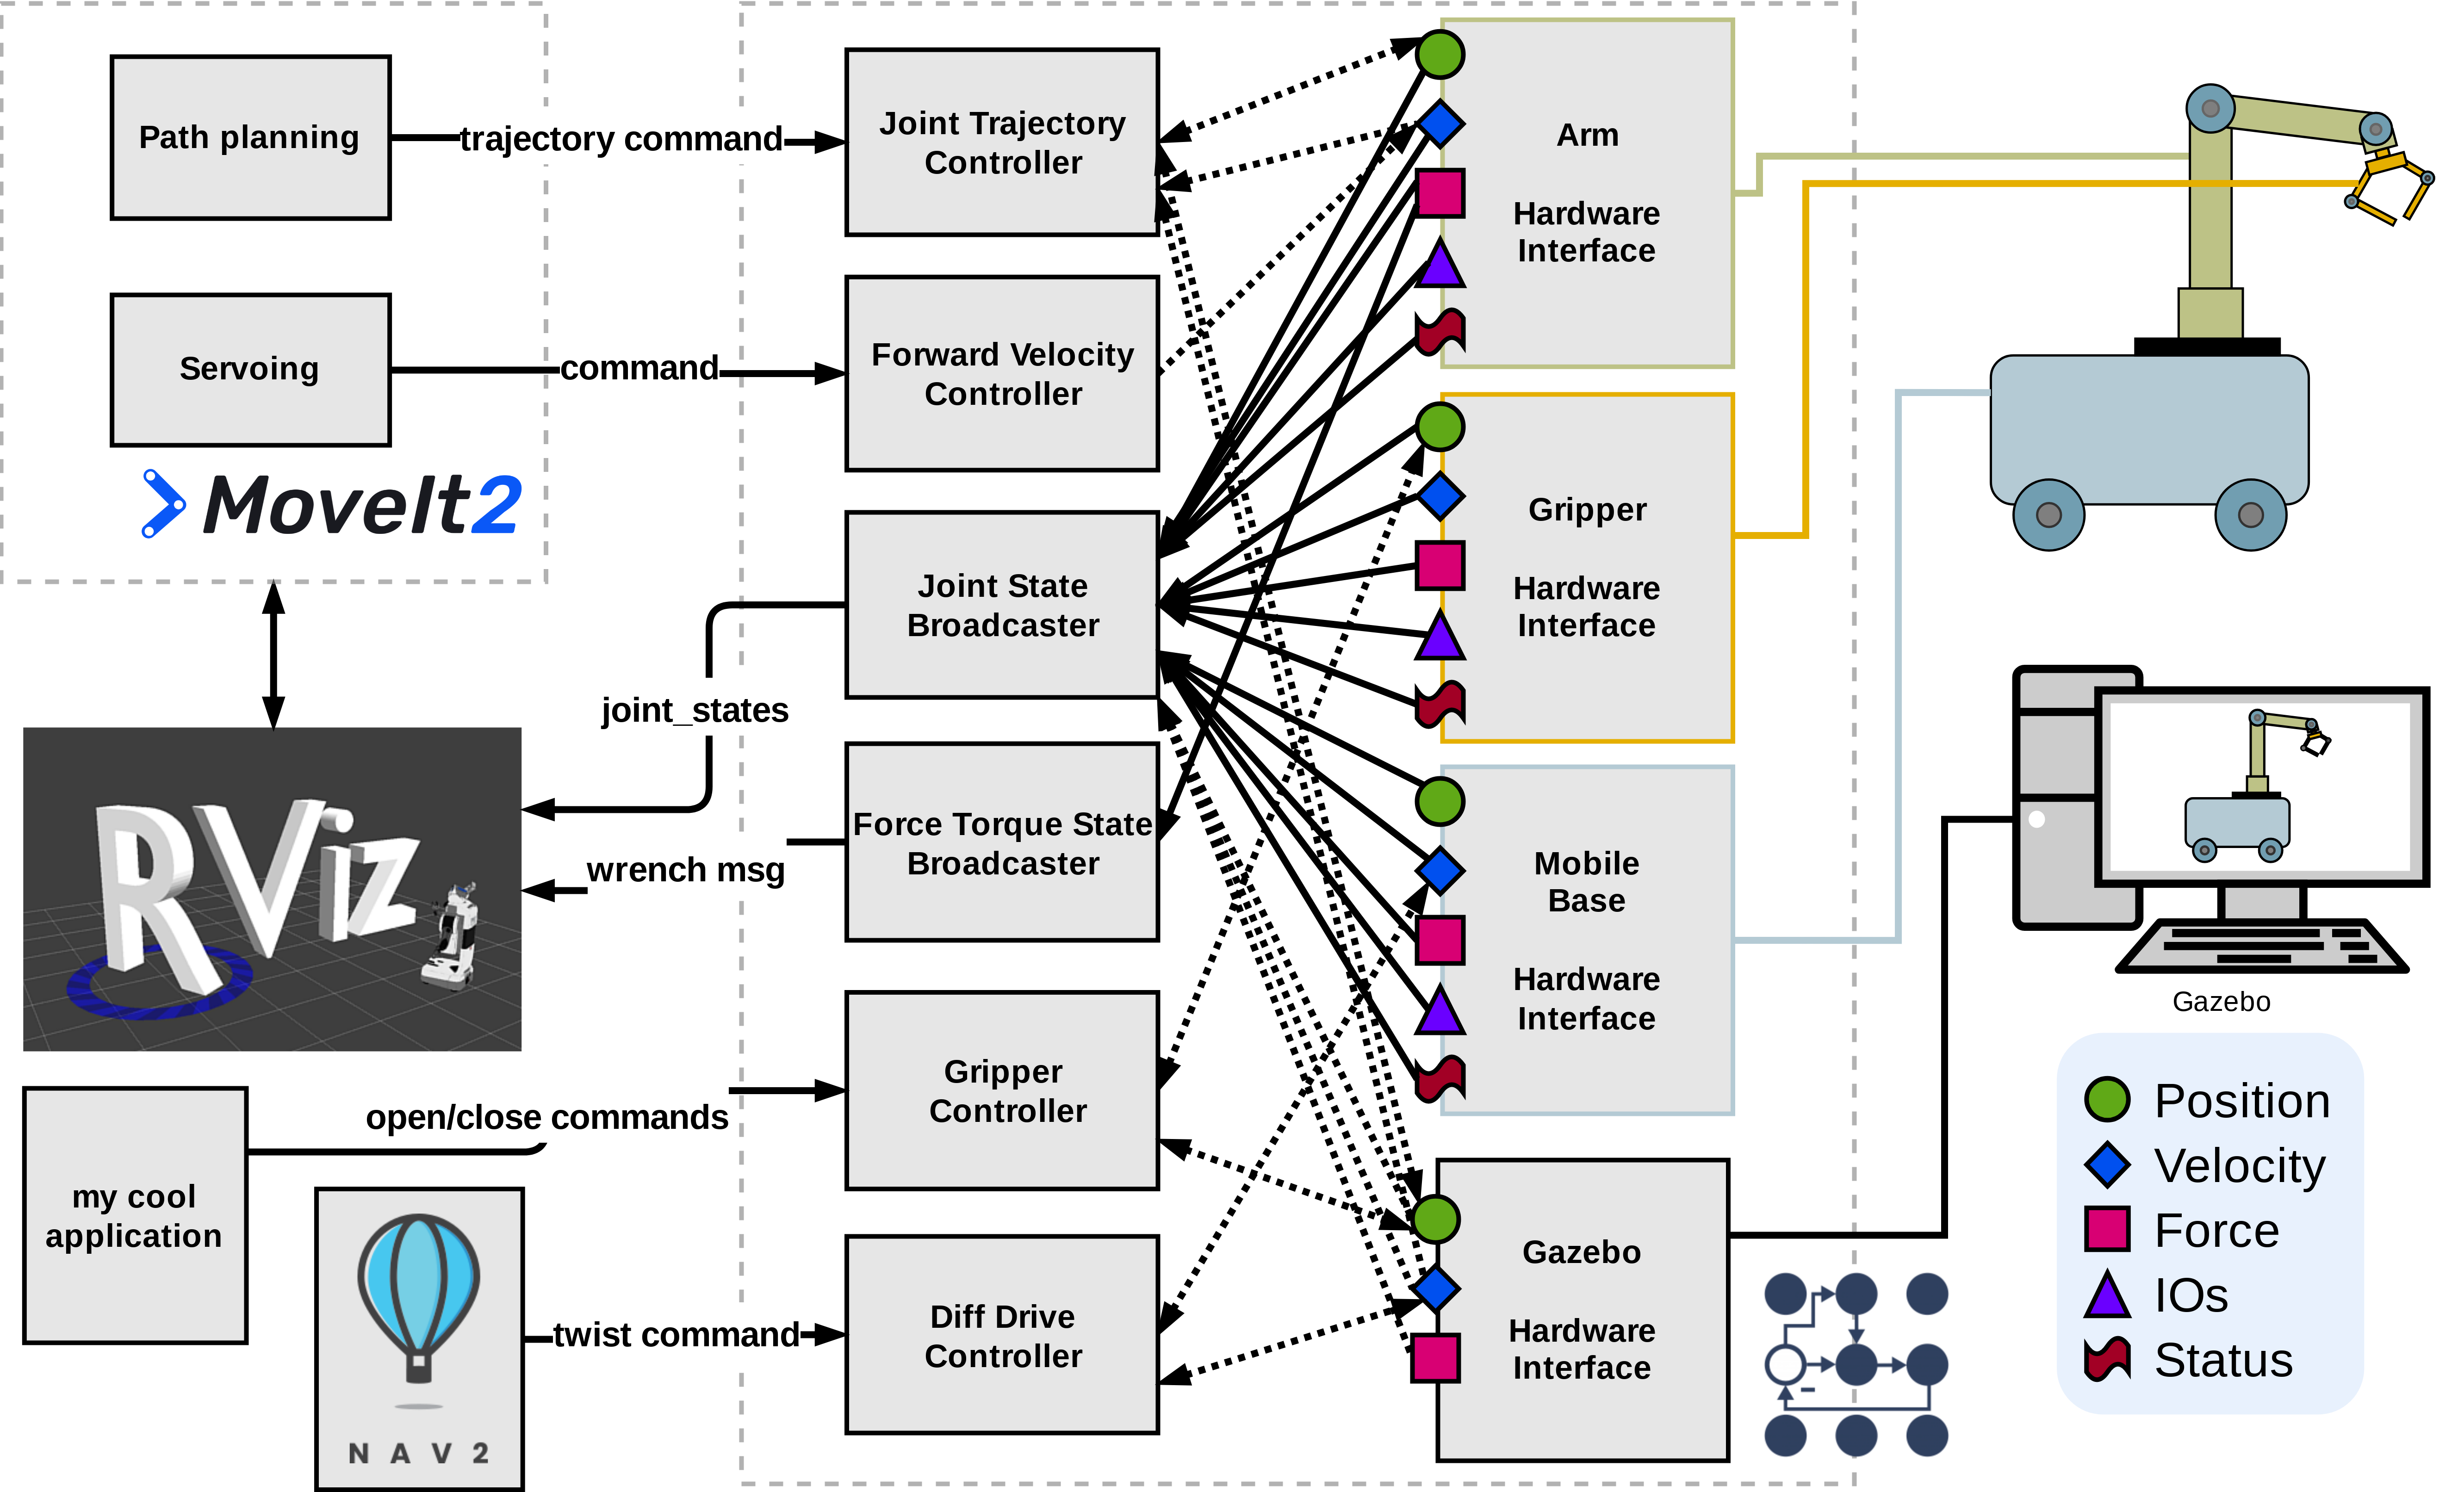 Path planning
trajectory command
Servoing
command
MoveIt2
joint_states
wrench msg
RViz
my cool
application
open/close commands
NAV2
twist command
Joint Trajectory
Controller
Forward Velocity
Controller
Joint State
Broadcaster
Force Torque State
Broadcaster
Gripper
Controller
Diff Drive
Controller
Arm
Hardware
Interface
Gripper
Hardware
Interface
Mobile
Base
Hardware
Interface
Gazebo
Hardware
Interface
Gazebo
Position
Velocity
Force
IOs
Status